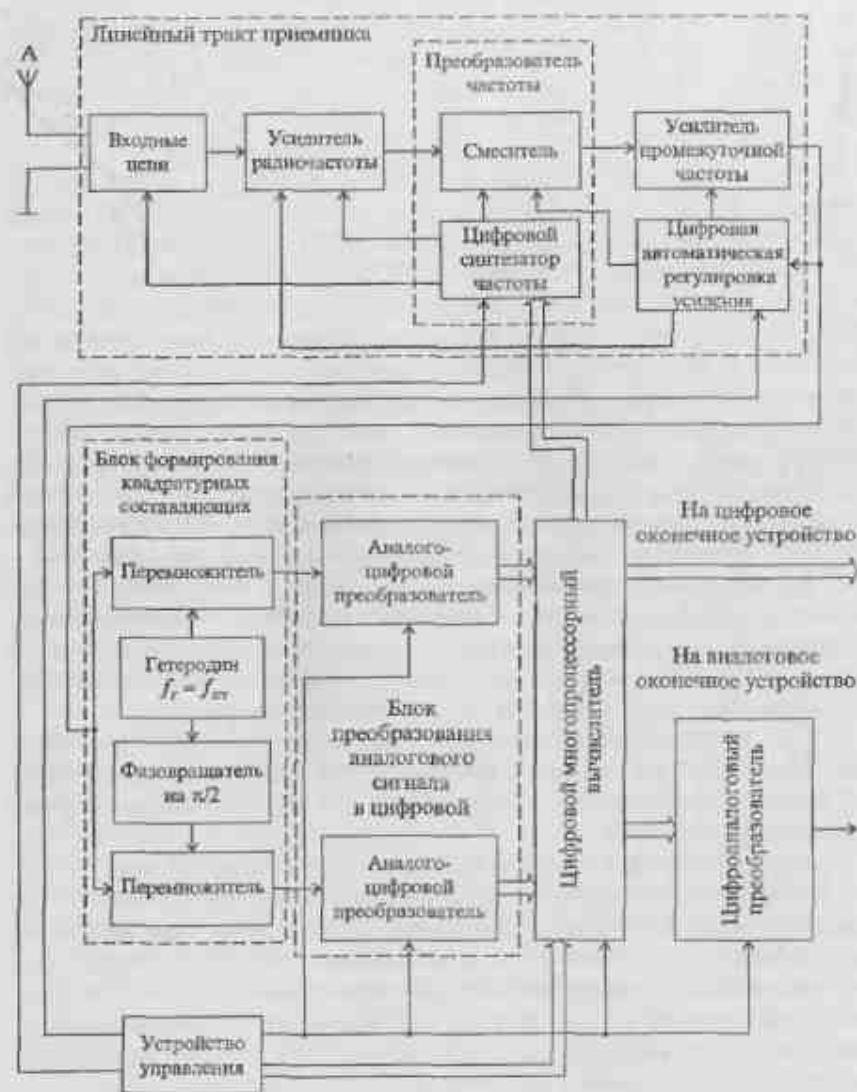 Линейный тракт приемника
А
Преобразователь
частоты
Входные
цепи
Усилитель
радиочастоты
Смеситель
Усилитель
промежуточной
частоты
Цифровой
синтезатор
частоты
Цифровая
автоматическая
регулировка
усиления
Блок формирования
квадратурных
составляющих
Перемножитель
Гетеродин
fг = fпч
Фазовращатель
на π/2
Перемножитель
Аналого-
цифровой
преобразователь
Блок
преобразования
аналогового
сигнала
в цифровой
Аналого-
цифровой
преобразователь
Цифровой многопроцессорный
вычислитель
На цифровое
оконечное устройство
На аналоговое
оконечное устройство
Цифроаналоговый
преобразователь
Устройство
управления